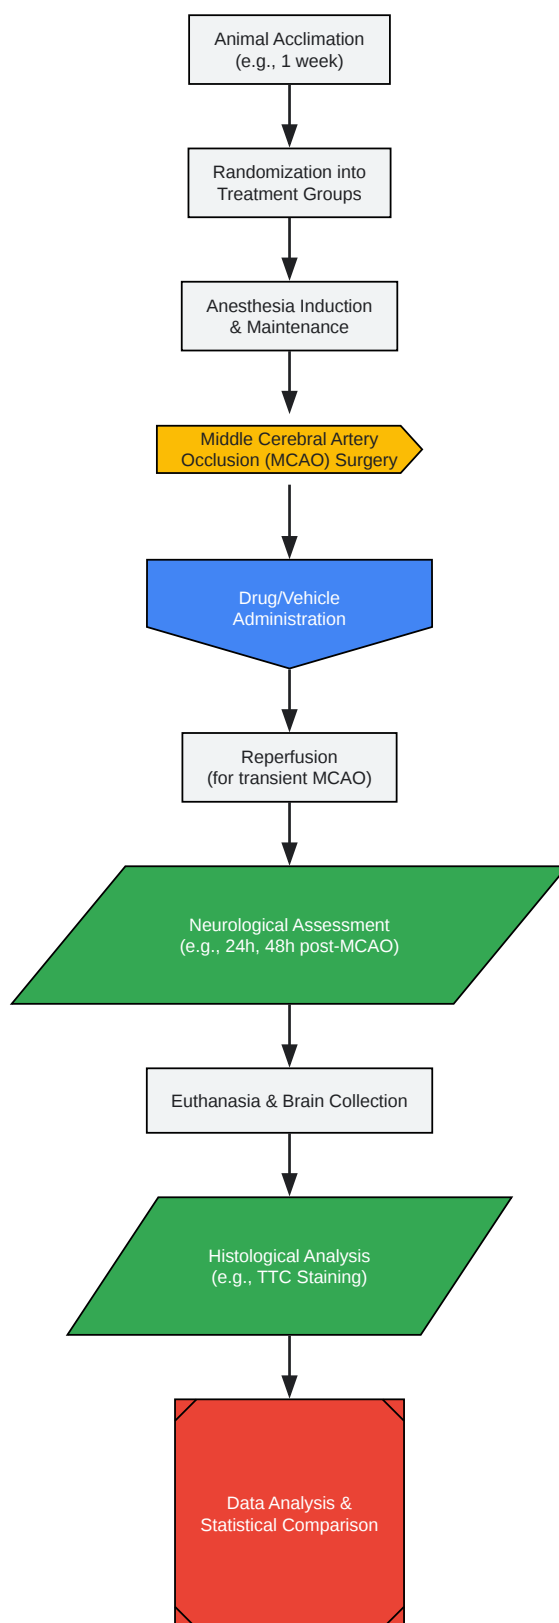 Animal Acclimation
(e.g., 1 week)
Randomization into
Treatment Groups
Anesthesia Induction
& Maintenance
Middle Cerebral Artery
Occlusion (MCAO) Surgery
Drug/Vehicle
Administration
Reperfusion
(for transient MCAO)
Neurological Assessment
(e.g., 24h, 48h post-MCAO)
Euthanasia & Brain Collection
Histological Analysis
(e.g., TTC Staining)
Data Analysis &
Statistical Comparison